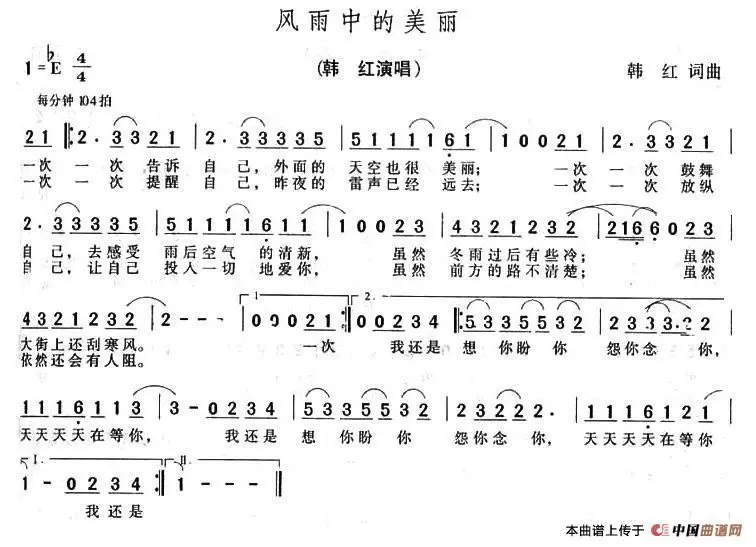 风雨中的美丽
(韩 红演唱)
1=♭E 4/4
韩 红 词曲
每分钟104拍
2 1 |: 2 · 3 3 2 1 | 2 · 3 3 3 3 3 5 | 5 1 1 1 1 6 1 | 1 0 0 2 1 | 2 · 3 3 2 1 |
一次 一次 告诉 自己,外面的 天空也很 美丽; 一次 一次 鼓舞
一次 一次 提醒 自己,昨夜的 雷声已经 远去; 一次 一次 放纵
2 · 3 3 3 3 3 5 | 5 1 1 1 1 6 1 1 | 1 0 0 2 3 | 4 3 2 1 2 3 2 | 2 1 6 6 0 2 3 |
自己,去感受 雨后空气 的清新, 虽然 冬雨过后有些冷; 虽然
自己,让自己 投入一切 地爱你, 虽然 前方的路不清楚; 虽然
4 3 2 1 2 3 2 | 2 - - - | 1 0 0 0 2 1 :| 2. 0 0 2 3 4 |: 5 3 3 5 5 3 2 | 2 3 3 3 · 2 2 |
大街上还刮寒风。 一次 我还是 想你盼你 怨你念 你,
依然还会有人阻。
1 1 1 6 1 3 | 3 - 0 2 3 4 | 5 3 3 5 5 3 2 | 2 3 2 2 2 · | 1 1 1 6 1 2 1 |
天天天天在等你, 我还是 想 你盼 你 怨你念 你, 天天天天在等你
I.
II.
1 - 0 2 3 4 :| 1 - - - ||
我还是
本曲谱上传于 中国曲谱网